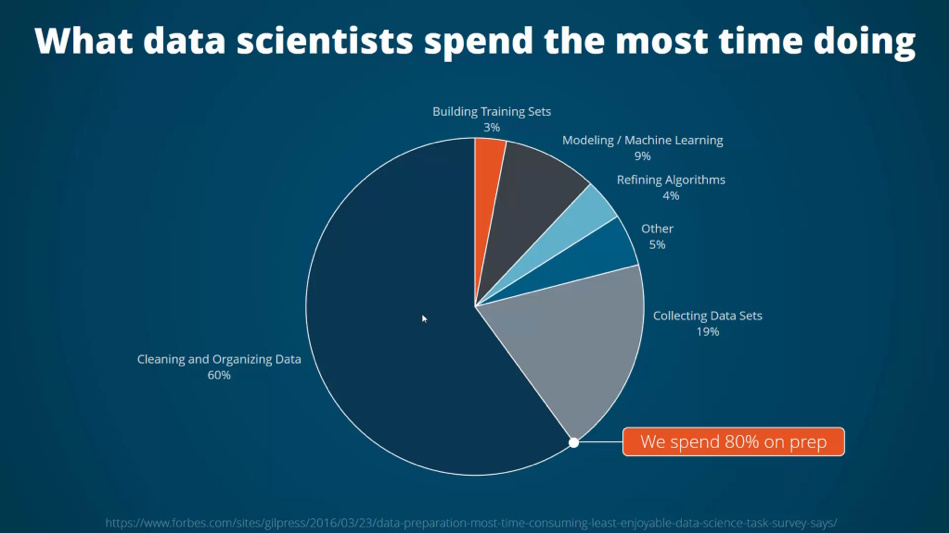 What data scientists spend the most time doing
Building Training Sets
3%
Modeling / Machine Learning
9%
Refining Algorithms
4%
Other
5%
Collecting Data Sets
19%
Cleaning and Organizing Data
60%
We spend 80% on prep
https://www.forbes.com/sites/gilpress/2016/03/23/data-preparation-most-time-consuming-least-enjoyable-data-science-task-survey-says/